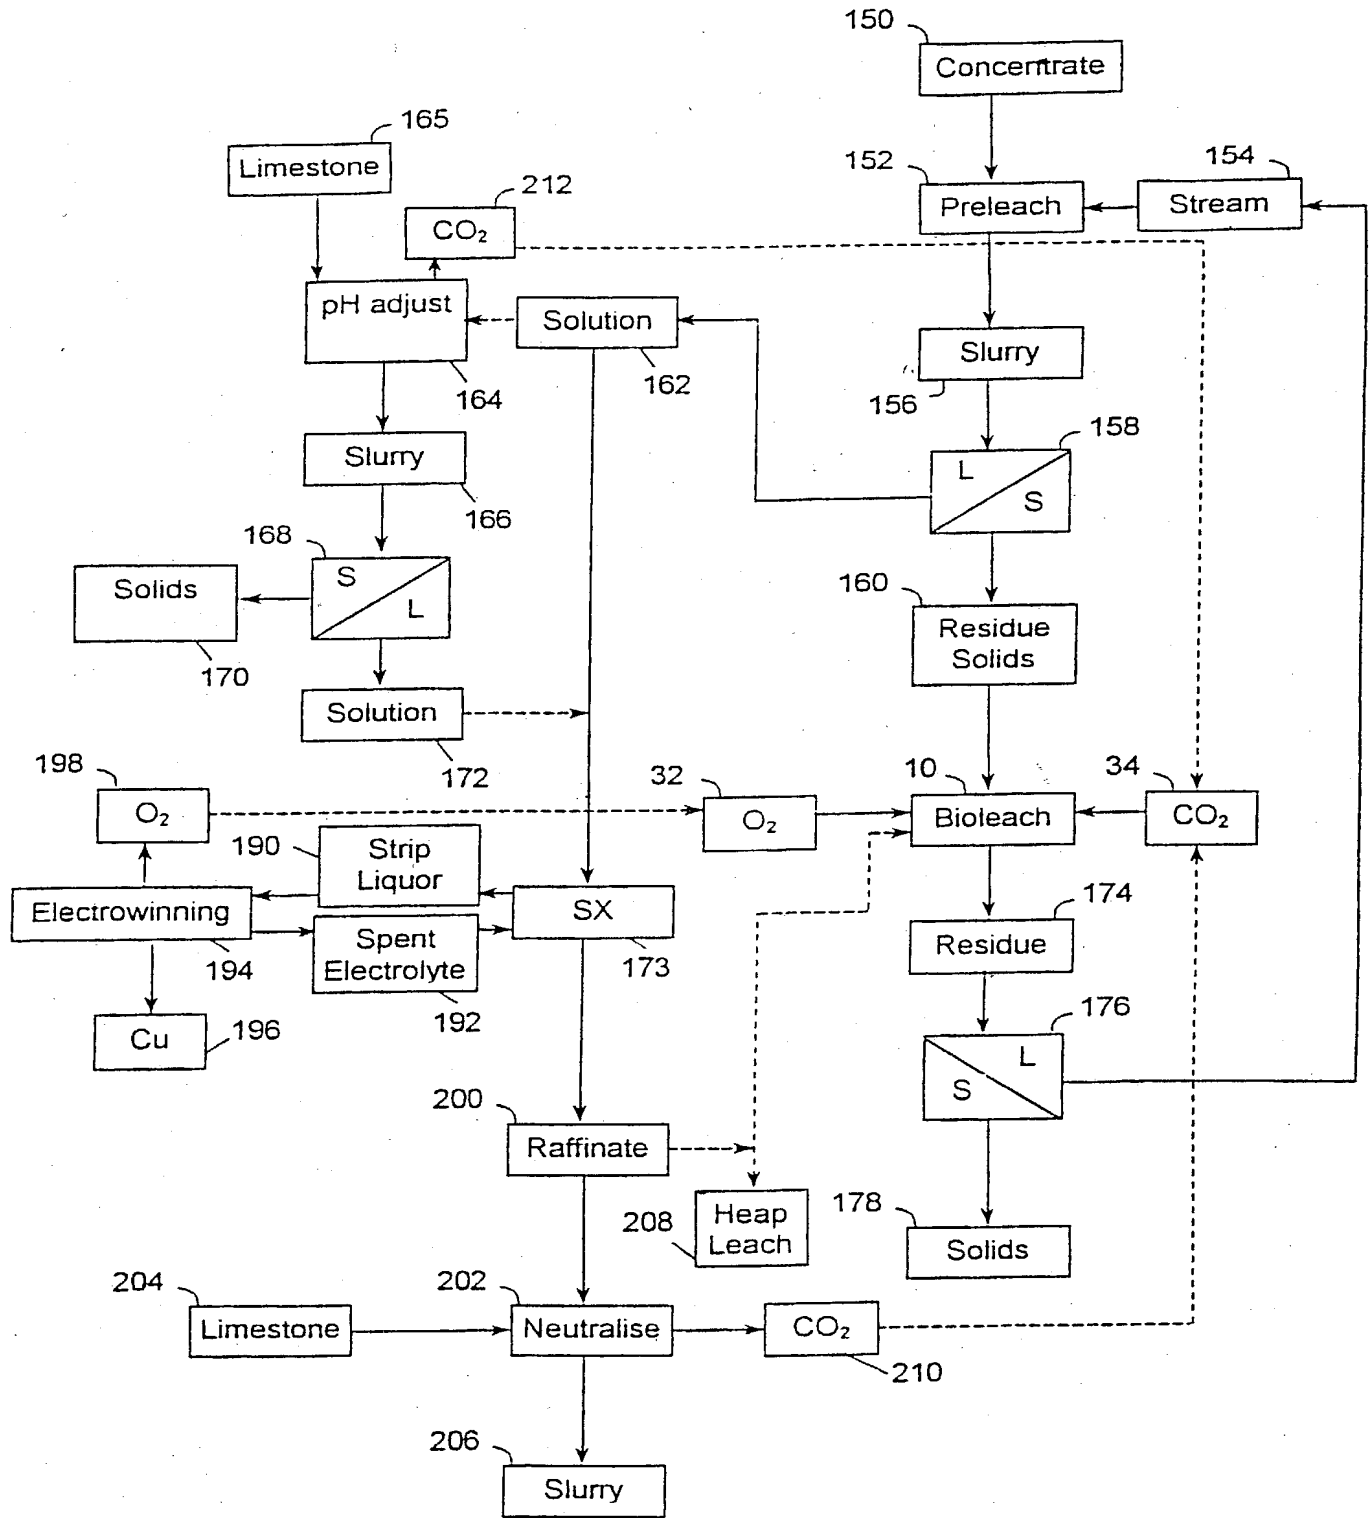 150
Concentrate
165
Limestone
152
154
212
Preleach
Stream
CO₂
pH adjust
Solution
Slurry
164
162
156
158
Slurry
L
S
166
168
160
Solids
S
L
Residue
Solids
170
Solution
172
198
32
10
34
O₂
O₂
Bioleach
CO₂
190
Strip
Liquor
174
Electrowinning
SX
194
Spent
Electrolyte
173
Residue
192
176
Cu
196
L
S
200
Raffinate
178
208
Heap
Leach
Solids
204
202
Limestone
Neutralise
CO₂
210
206
Slurry